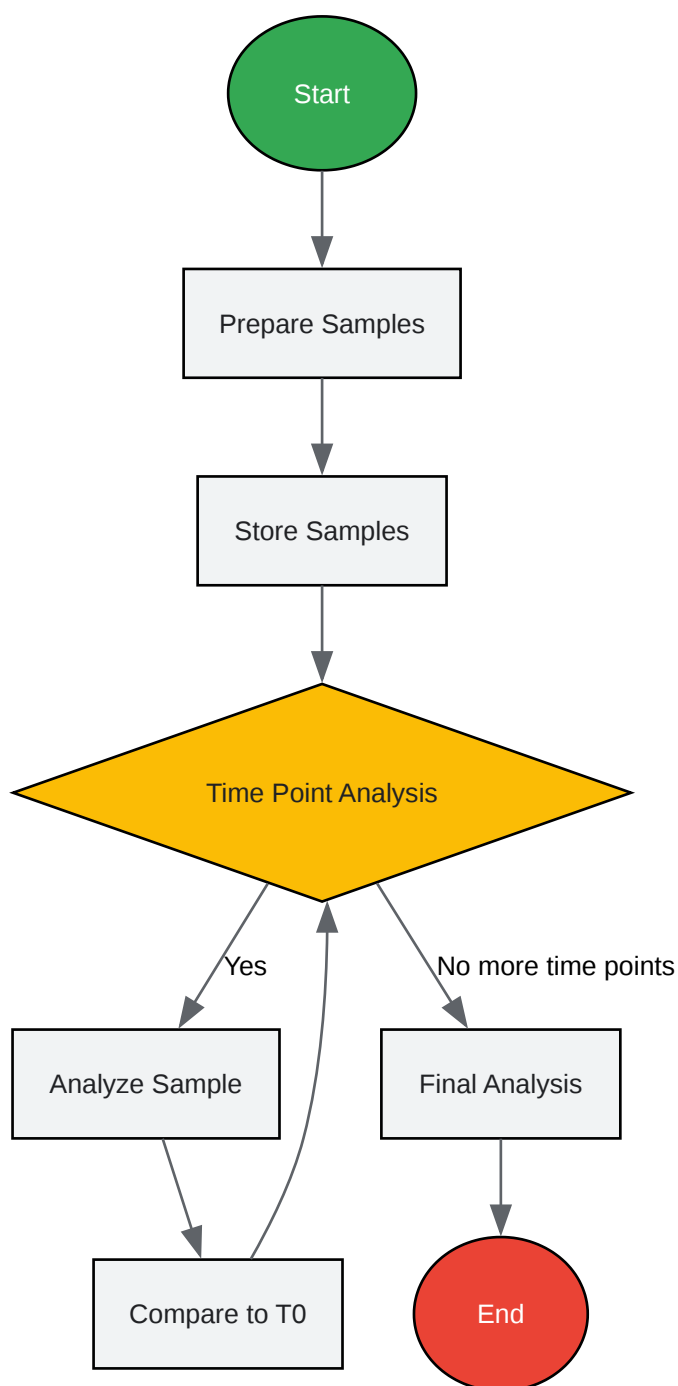 Start
Prepare Samples
Store Samples
Time Point Analysis
Yes
No more time points
Analyze Sample
Final Analysis
Compare to T0
End